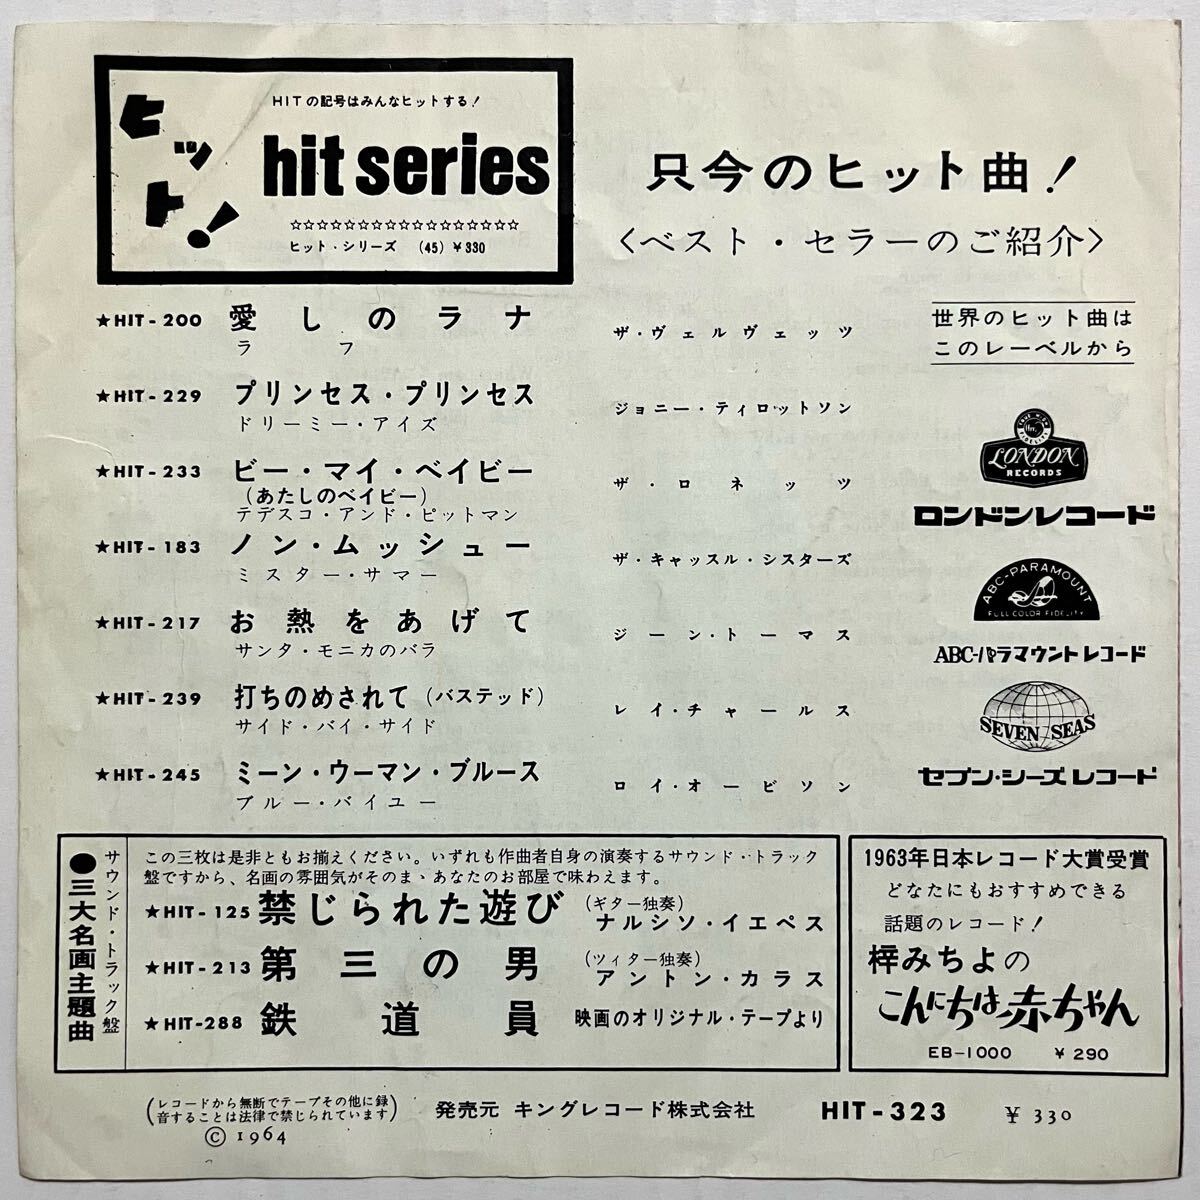 ヒット!
HITの記号はみんなヒットする!
hit series
☆☆☆☆☆☆☆☆☆☆☆☆☆☆☆☆☆
ヒット・シリーズ (45) ¥330
只今のヒット曲!
〈ベスト・セラーのご紹介〉
★HIT-200 愛しのラナ ザ・ヴェルヴェッツ
ラフ
★HIT-229 プリンセス・プリンセス ジョニー・ティロットソン
ドリーミー・アイズ
★HIT-233 ビー・マイ・ベイビー ザ・ロネッツ
(あたしのベイビー)
テデスコ・アンド・ピットマン
★HIT-183 ノン・ムッシュー ザ・キャッスル・シスターズ
ミスター・サマー
★HIT-217 お熱をあげて ジーン・トーマス
サンタ・モニカのバラ
★HIT-239 打ちのめされて(バステッド) レイ・チャールス
サイド・バイ・サイド
★HIT-245 ミーン・ウーマン・ブルース ロイ・オービソン
ブルー・バイユー
世界のヒット曲は
このレーベルから
LONDON
RECORDS
ロンドンレコード
ABC-PARAMOUNT
FULL COLOR FIDELITY
ABC-パラマウントレコード
SEVEN SEAS
セブン・シーズ レコード
サウンド・トラック盤
●三大名画主題曲
この三枚は是非ともお揃えください。いずれも作曲者自身の演奏するサウンド・トラック
盤ですから、名画の雰囲気がそのまゝあなたのお部屋で味わえます。
★HIT-125 禁じられた遊び (ギター独奏) ナルシソ・イエペス
★HIT-213 第三の男 (ツィター独奏) アントン・カラス
★HIT-288 鉄道員 映画のオリジナル・テープより
1963年日本レコード大賞受賞
どなたにもおすすめできる
話題のレコード!
梓みちよの
こんにちは赤ちゃん
EB-1000 ¥290
(レコードから無断でテープその他に録
音することは法律で禁じられています)
©1964
発売元 キングレコード株式会社 HIT-323 ¥330